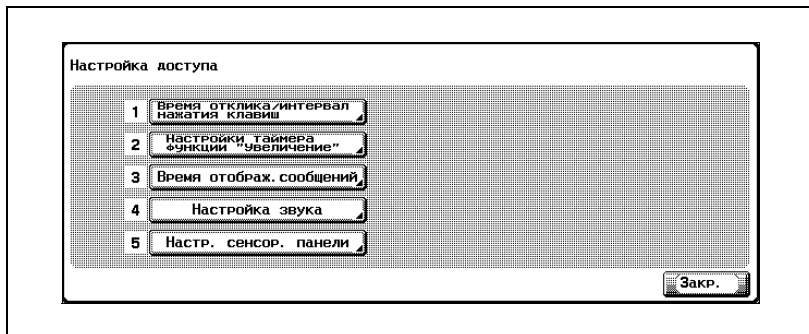 Настройка доступа
1 Время отклика/интервал
нажатия клавиш
2 Настройки таймера
функции "Увеличение"
3 Время отображ.сообщений
4 Настройка звука
5 Настр. сенсор. панели
Закр.